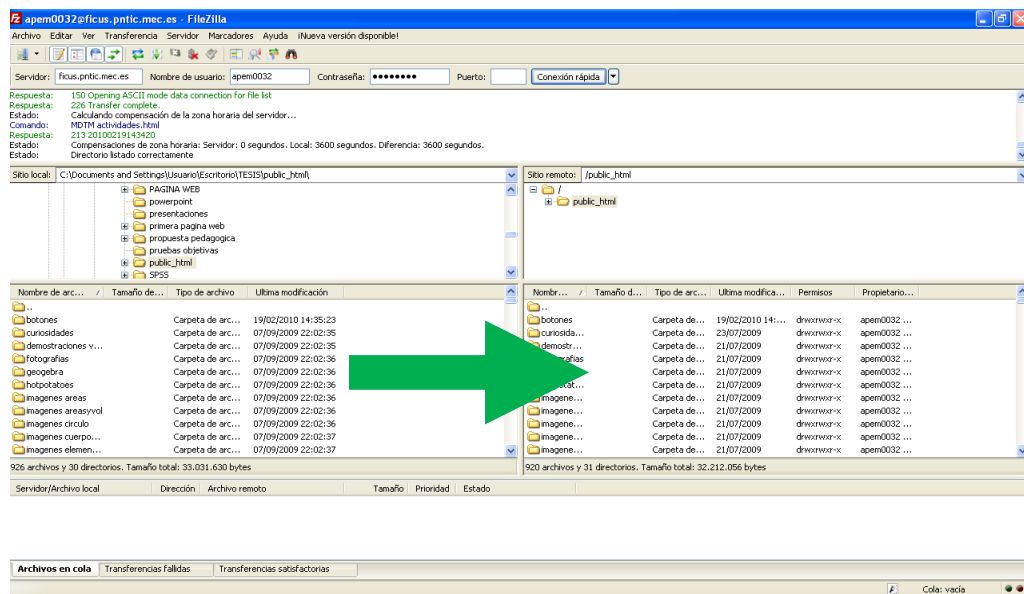 apem0032@ficus.pntic.mec.es - FileZilla
Archivo Editar Ver Transferencia Servidor Marcadores Ayuda ¡Nueva versión disponible!
Servidor: ficus.pntic.mec.es Nombre de usuario: apem0032 Contraseña: ●●●●●●●● Puerto: Conexión rápida
Respuesta: 150 Opening ASCII mode data connection for file list
Respuesta: 226 Transfer complete.
Estado: Calculando compensación de la zona horaria del servidor...
Comando: MDTM actividades.html
Respuesta: 213 20100219143420
Estado: Compensaciones de zona horaria: Servidor: 0 segundos. Local: 3600 segundos. Diferencia: 3600 segundos.
Estado: Directorio listado correctamente
Sitio local: C:\Documents and Settings\Usuario\Escritorio\TESIS\public_html\
PAGINA WEB
powerpoint
presentaciones
primera pagina web
propuesta pedagogica
pruebas objetivas
public_html
SPSS
Sitio remoto: /public_html
/
public_html
Nombre de arc... / Tamaño de... Tipo de archivo Ultima modificación
..
botones Carpeta de arc... 19/02/2010 14:35:23
curiosidades Carpeta de arc... 07/09/2009 22:02:35
demostraciones v... Carpeta de arc... 07/09/2009 22:02:35
fotografias Carpeta de arc... 07/09/2009 22:02:36
geogebra Carpeta de arc... 07/09/2009 22:02:36
hotpotatoes Carpeta de arc... 07/09/2009 22:02:36
imagenes areas Carpeta de arc... 07/09/2009 22:02:36
imagenes areasyvol Carpeta de arc... 07/09/2009 22:02:36
imagenes circulo Carpeta de arc... 07/09/2009 22:02:36
imagenes cuerpo... Carpeta de arc... 07/09/2009 22:02:37
imagenes elemen... Carpeta de arc... 07/09/2009 22:02:37
926 archivos y 30 directorios. Tamaño total: 33.031.630 bytes
Nombr... / Tamaño d... Tipo de arc... Ultima modifica... Permisos Propietario...
..
botones Carpeta de... 19/02/2010 14:... drwxrwxr-x apem0032 ...
curiosida... Carpeta de... 23/07/2009 drwxrwxr-x apem0032 ...
demostr... Carpeta de... 21/07/2009 drwxrwxr-x apem0032 ...
Carpeta de... 21/07/2009 drwxrwxr-x apem0032 ...
Carpeta de... 21/07/2009 drwxrwxr-x apem0032 ...
Carpeta de... 21/07/2009 drwxrwxr-x apem0032 ...
imagene... Carpeta de... 21/07/2009 drwxrwxr-x apem0032 ...
imagene... Carpeta de... 21/07/2009 drwxrwxr-x apem0032 ...
imagene... Carpeta de... 21/07/2009 drwxrwxr-x apem0032 ...
imagene... Carpeta de... 21/07/2009 drwxrwxr-x apem0032 ...
imagene... Carpeta de... 21/07/2009 drwxrwxr-x apem0032 ...
920 archivos y 31 directorios. Tamaño total: 32.212.056 bytes
Servidor/Archivo local Dirección Archivo remoto Tamaño Prioridad Estado
Archivos en cola Transferencias fallidas Transferencias satisfactorias
Cola: vacía